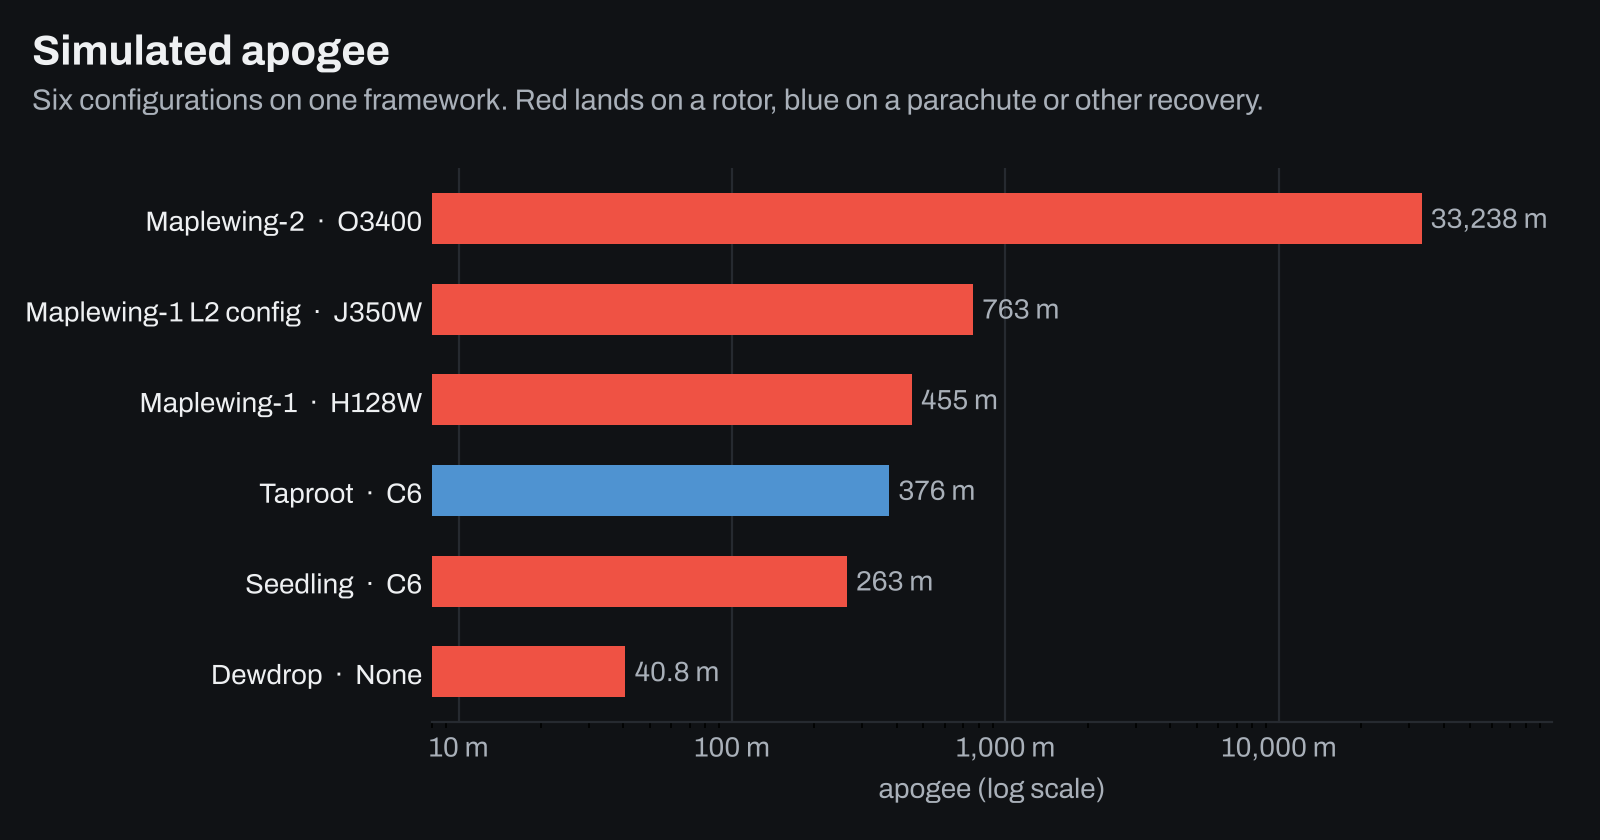 Simulated apogee
Six configurations on one framework. Red lands on a rotor, blue on a parachute or other recovery.
Maplewing-2 · O3400 33,238 m
Maplewing-1 L2 config · J350W 763 m
Maplewing-1 · H128W 455 m
Taproot · C6 376 m
Seedling · C6 263 m
Dewdrop · None 40.8 m
10 m 100 m 1,000 m 10,000 m
apogee (log scale)